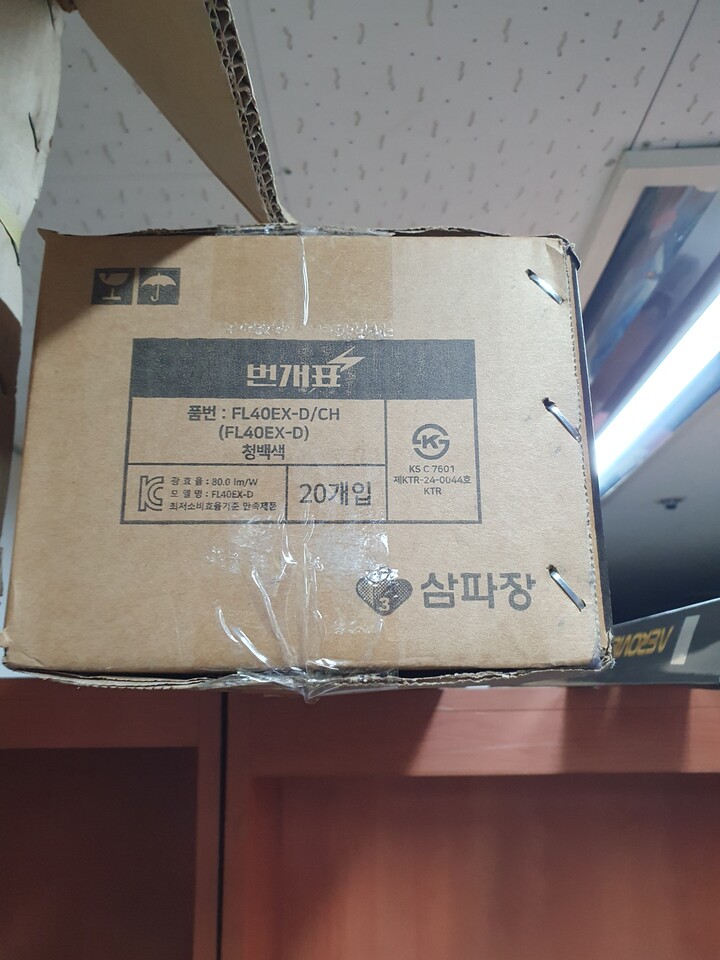 번개표
품번 : FL40EX-D/CH
(FL40EX-D)
청백색
광 효 율 : 80.0 lm/W
모 델 명 : FL40EX-D
최저소비효율기준 만족제품
20개입
KS C 7601
제KTR-24-0044호
KTR
3
삼파장